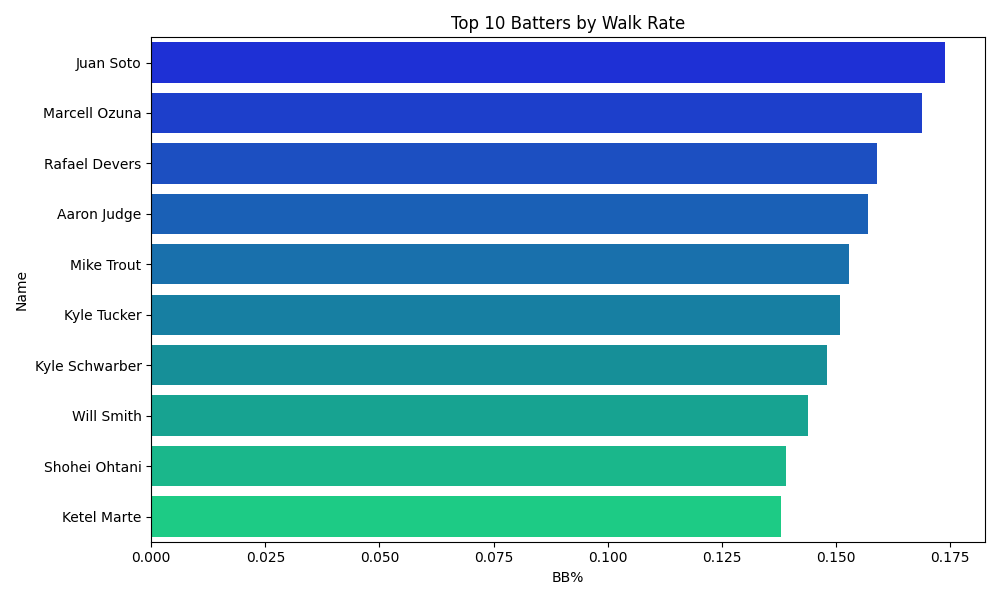 Top 10 Batters by Walk Rate
Name
Juan Soto
Marcell Ozuna
Rafael Devers
Aaron Judge
Mike Trout
Kyle Tucker
Kyle Schwarber
Will Smith
Shohei Ohtani
Ketel Marte
0.000 0.025 0.050 0.075 0.100 0.125 0.150 0.175
BB%